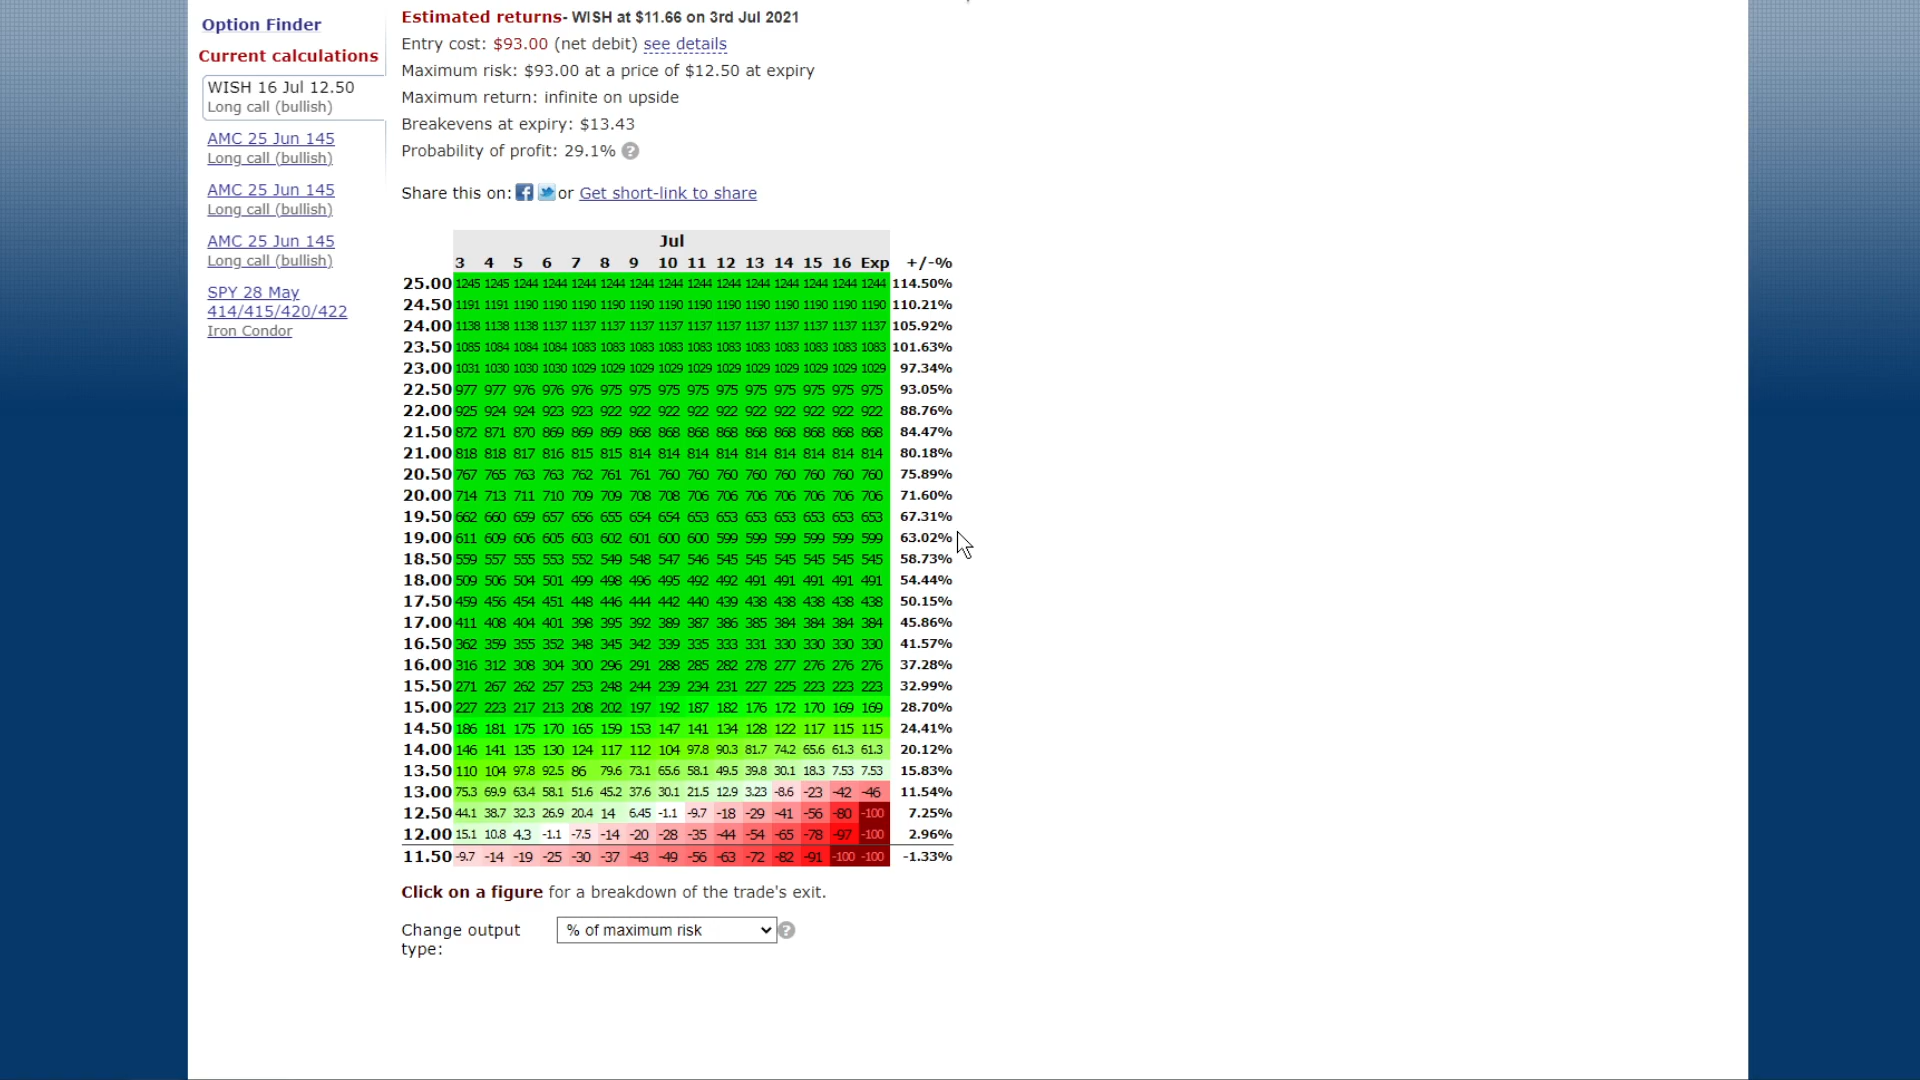 Option Finder
Current calculations
WISH 16 Jul 12.50
Long call (bullish)
AMC 25 Jun 145
Long call (bullish)
AMC 25 Jun 145
Long call (bullish)
AMC 25 Jun 145
Long call (bullish)
SPY 28 May
414/415/420/422
Iron Condor
Estimated returns- WISH at $11.66 on 3rd Jul 2021
Entry cost: $93.00 (net debit) see details
Maximum risk: $93.00 at a price of $12.50 at expiry
Maximum return: infinite on upside
Breakevens at expiry: $13.43
Probability of profit: 29.1% ?
Share this on: or Get short-link to share
Jul
3 4 5 6 7 8 9 10 11 12 13 14 15 16 Exp +/-%
25.00 1245 1245 1244 1244 1244 1244 1244 1244 1244 1244 1244 1244 1244 1244 1244 114.50%
24.50 1191 1191 1190 1190 1190 1190 1190 1190 1190 1190 1190 1190 1190 1190 1190 110.21%
24.00 1138 1138 1138 1137 1137 1137 1137 1137 1137 1137 1137 1137 1137 1137 1137 105.92%
23.50 1085 1084 1084 1084 1083 1083 1083 1083 1083 1083 1083 1083 1083 1083 1083 101.63%
23.00 1031 1030 1030 1030 1029 1029 1029 1029 1029 1029 1029 1029 1029 1029 1029 97.34%
22.50 977 977 976 976 976 975 975 975 975 975 975 975 975 975 975 93.05%
22.00 925 924 924 923 923 922 922 922 922 922 922 922 922 922 922 88.76%
21.50 872 871 870 869 869 869 868 868 868 868 868 868 868 868 868 84.47%
21.00 818 818 817 816 815 815 814 814 814 814 814 814 814 814 814 80.18%
20.50 767 765 763 763 762 761 761 760 760 760 760 760 760 760 760 75.89%
20.00 714 713 711 710 709 709 708 708 706 706 706 706 706 706 706 71.60%
19.50 662 660 659 657 656 655 654 654 653 653 653 653 653 653 653 67.31%
19.00 611 609 606 605 603 602 601 600 600 599 599 599 599 599 599 63.02%
18.50 559 557 555 553 552 549 548 547 546 545 545 545 545 545 545 58.73%
18.00 509 506 504 501 499 498 496 495 492 492 491 491 491 491 491 54.44%
17.50 459 456 454 451 448 446 444 442 440 439 438 438 438 438 438 50.15%
17.00 411 408 404 401 398 395 392 389 387 386 385 384 384 384 384 45.86%
16.50 362 359 355 352 348 345 342 339 335 333 331 330 330 330 330 41.57%
16.00 316 312 308 304 300 296 291 288 285 282 278 277 276 276 276 37.28%
15.50 271 267 262 257 253 248 244 239 234 231 227 225 223 223 223 32.99%
15.00 227 223 217 213 208 202 197 192 187 182 176 172 170 169 169 28.70%
14.50 186 181 175 170 165 159 153 147 141 134 128 122 117 115 115 24.41%
14.00 146 141 135 130 124 117 112 104 97.8 90.3 81.7 74.2 65.6 61.3 61.3 20.12%
13.50 110 104 97.8 92.5 86 79.6 73.1 65.6 58.1 49.5 39.8 30.1 18.3 7.53 7.53 15.83%
13.00 75.3 69.9 63.4 58.1 51.6 45.2 37.6 30.1 21.5 12.9 3.23 -8.6 -23 -42 -46 11.54%
12.50 44.1 38.7 32.3 26.9 20.4 14 6.45 -1.1 -9.7 -18 -29 -41 -56 -80 -100 7.25%
12.00 15.1 10.8 4.3 -1.1 -7.5 -14 -20 -28 -35 -44 -54 -65 -78 -97 -100 2.96%
11.50 -9.7 -14 -19 -25 -30 -37 -43 -49 -56 -63 -72 -82 -91 -100 -100 -1.33%
Click on a figure for a breakdown of the trade's exit.
Change output % of maximum risk ?
type: